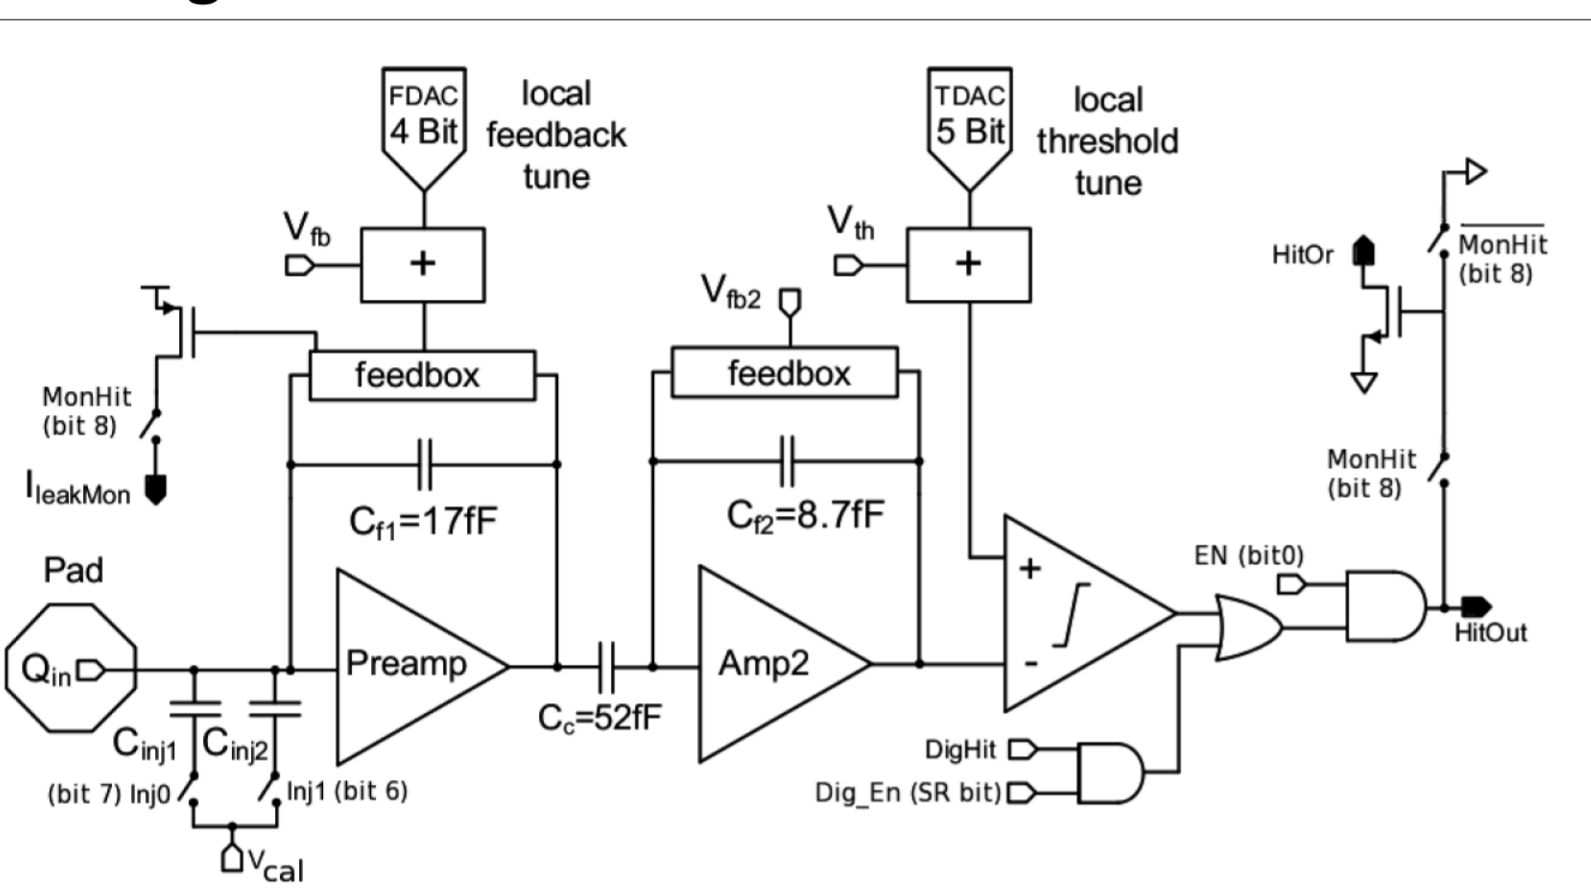 FDAC
4 Bit
local
feedback
tune
TDAC
5 Bit
local
threshold
tune
Vfb
+
Vth
+
Vfb2
HitOr
MonHit
(bit 8)
feedbox
feedbox
MonHit
(bit 8)
IleakMon
Cf1=17fF
Cf2=8.7fF
MonHit
(bit 8)
Pad
Qin
Preamp
Cc=52fF
Amp2
+
-
EN (bit0)
HitOut
Cinj1
Cinj2
(bit 7) Inj0
Inj1 (bit 6)
DigHit
Dig_En (SR bit)
Vcal